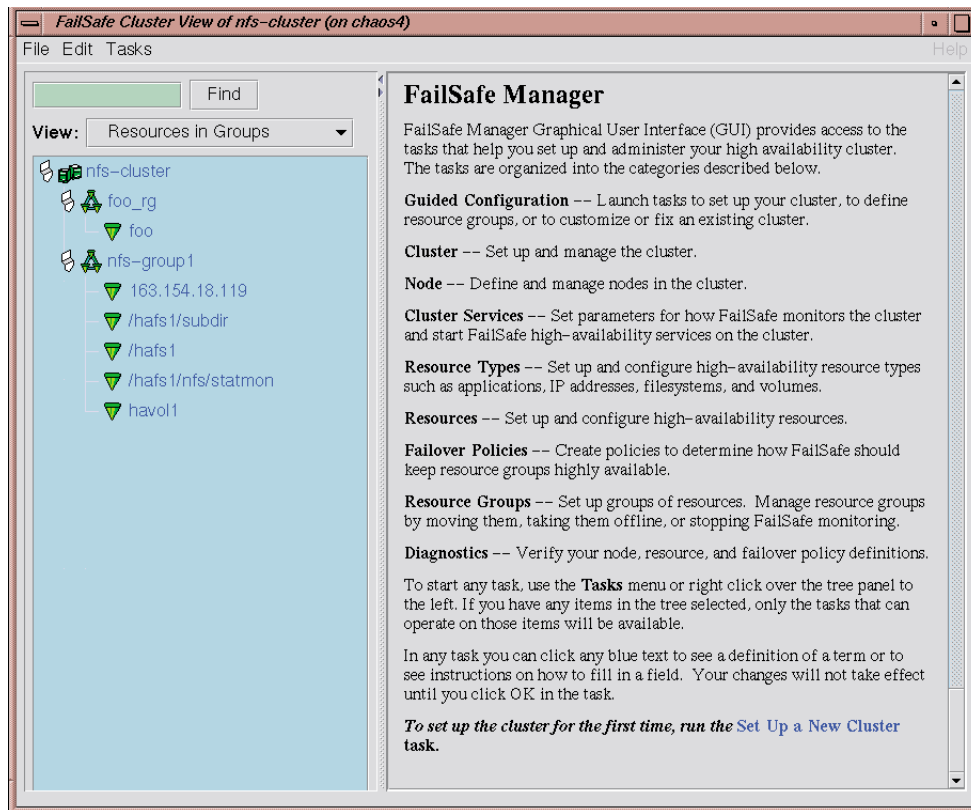 FailSafe Cluster View of nfs-cluster (on chaos4)
File Edit Tasks Help
Find
View: Resources in Groups
nfs-cluster
foo_rg
foo
nfs-group1
163.154.18.119
/hafs1/subdir
/hafs1
/hafs1/nfs/statmon
havol1
FailSafe Manager
FailSafe Manager Graphical User Interface (GUI) provides access to the
tasks that help you set up and administer your high availability cluster.
The tasks are organized into the categories described below.
Guided Configuration -- Launch tasks to set up your cluster, to define
resource groups, or to customize or fix an existing cluster.
Cluster -- Set up and manage the cluster.
Node -- Define and manage nodes in the cluster.
Cluster Services -- Set parameters for how FailSafe monitors the cluster
and start FailSafe high-availability services on the cluster.
Resource Types -- Set up and configure high-availability resource types
such as applications, IP addresses, filesystems, and volumes.
Resources -- Set up and configure high-availability resources.
Failover Policies -- Create policies to determine how FailSafe should
keep resource groups highly available.
Resource Groups -- Set up groups of resources. Manage resource groups
by moving them, taking them offline, or stopping FailSafe monitoring.
Diagnostics -- Verify your node, resource, and failover policy definitions.
To start any task, use the Tasks menu or right click over the tree panel to
the left. If you have any items in the tree selected, only the tasks that can
operate on those items will be available.
In any task you can click any blue text to see a definition of a term or to
see instructions on how to fill in a field. Your changes will not take effect
until you click OK in the task.
To set up the cluster for the first time, run the Set Up a New Cluster
task.